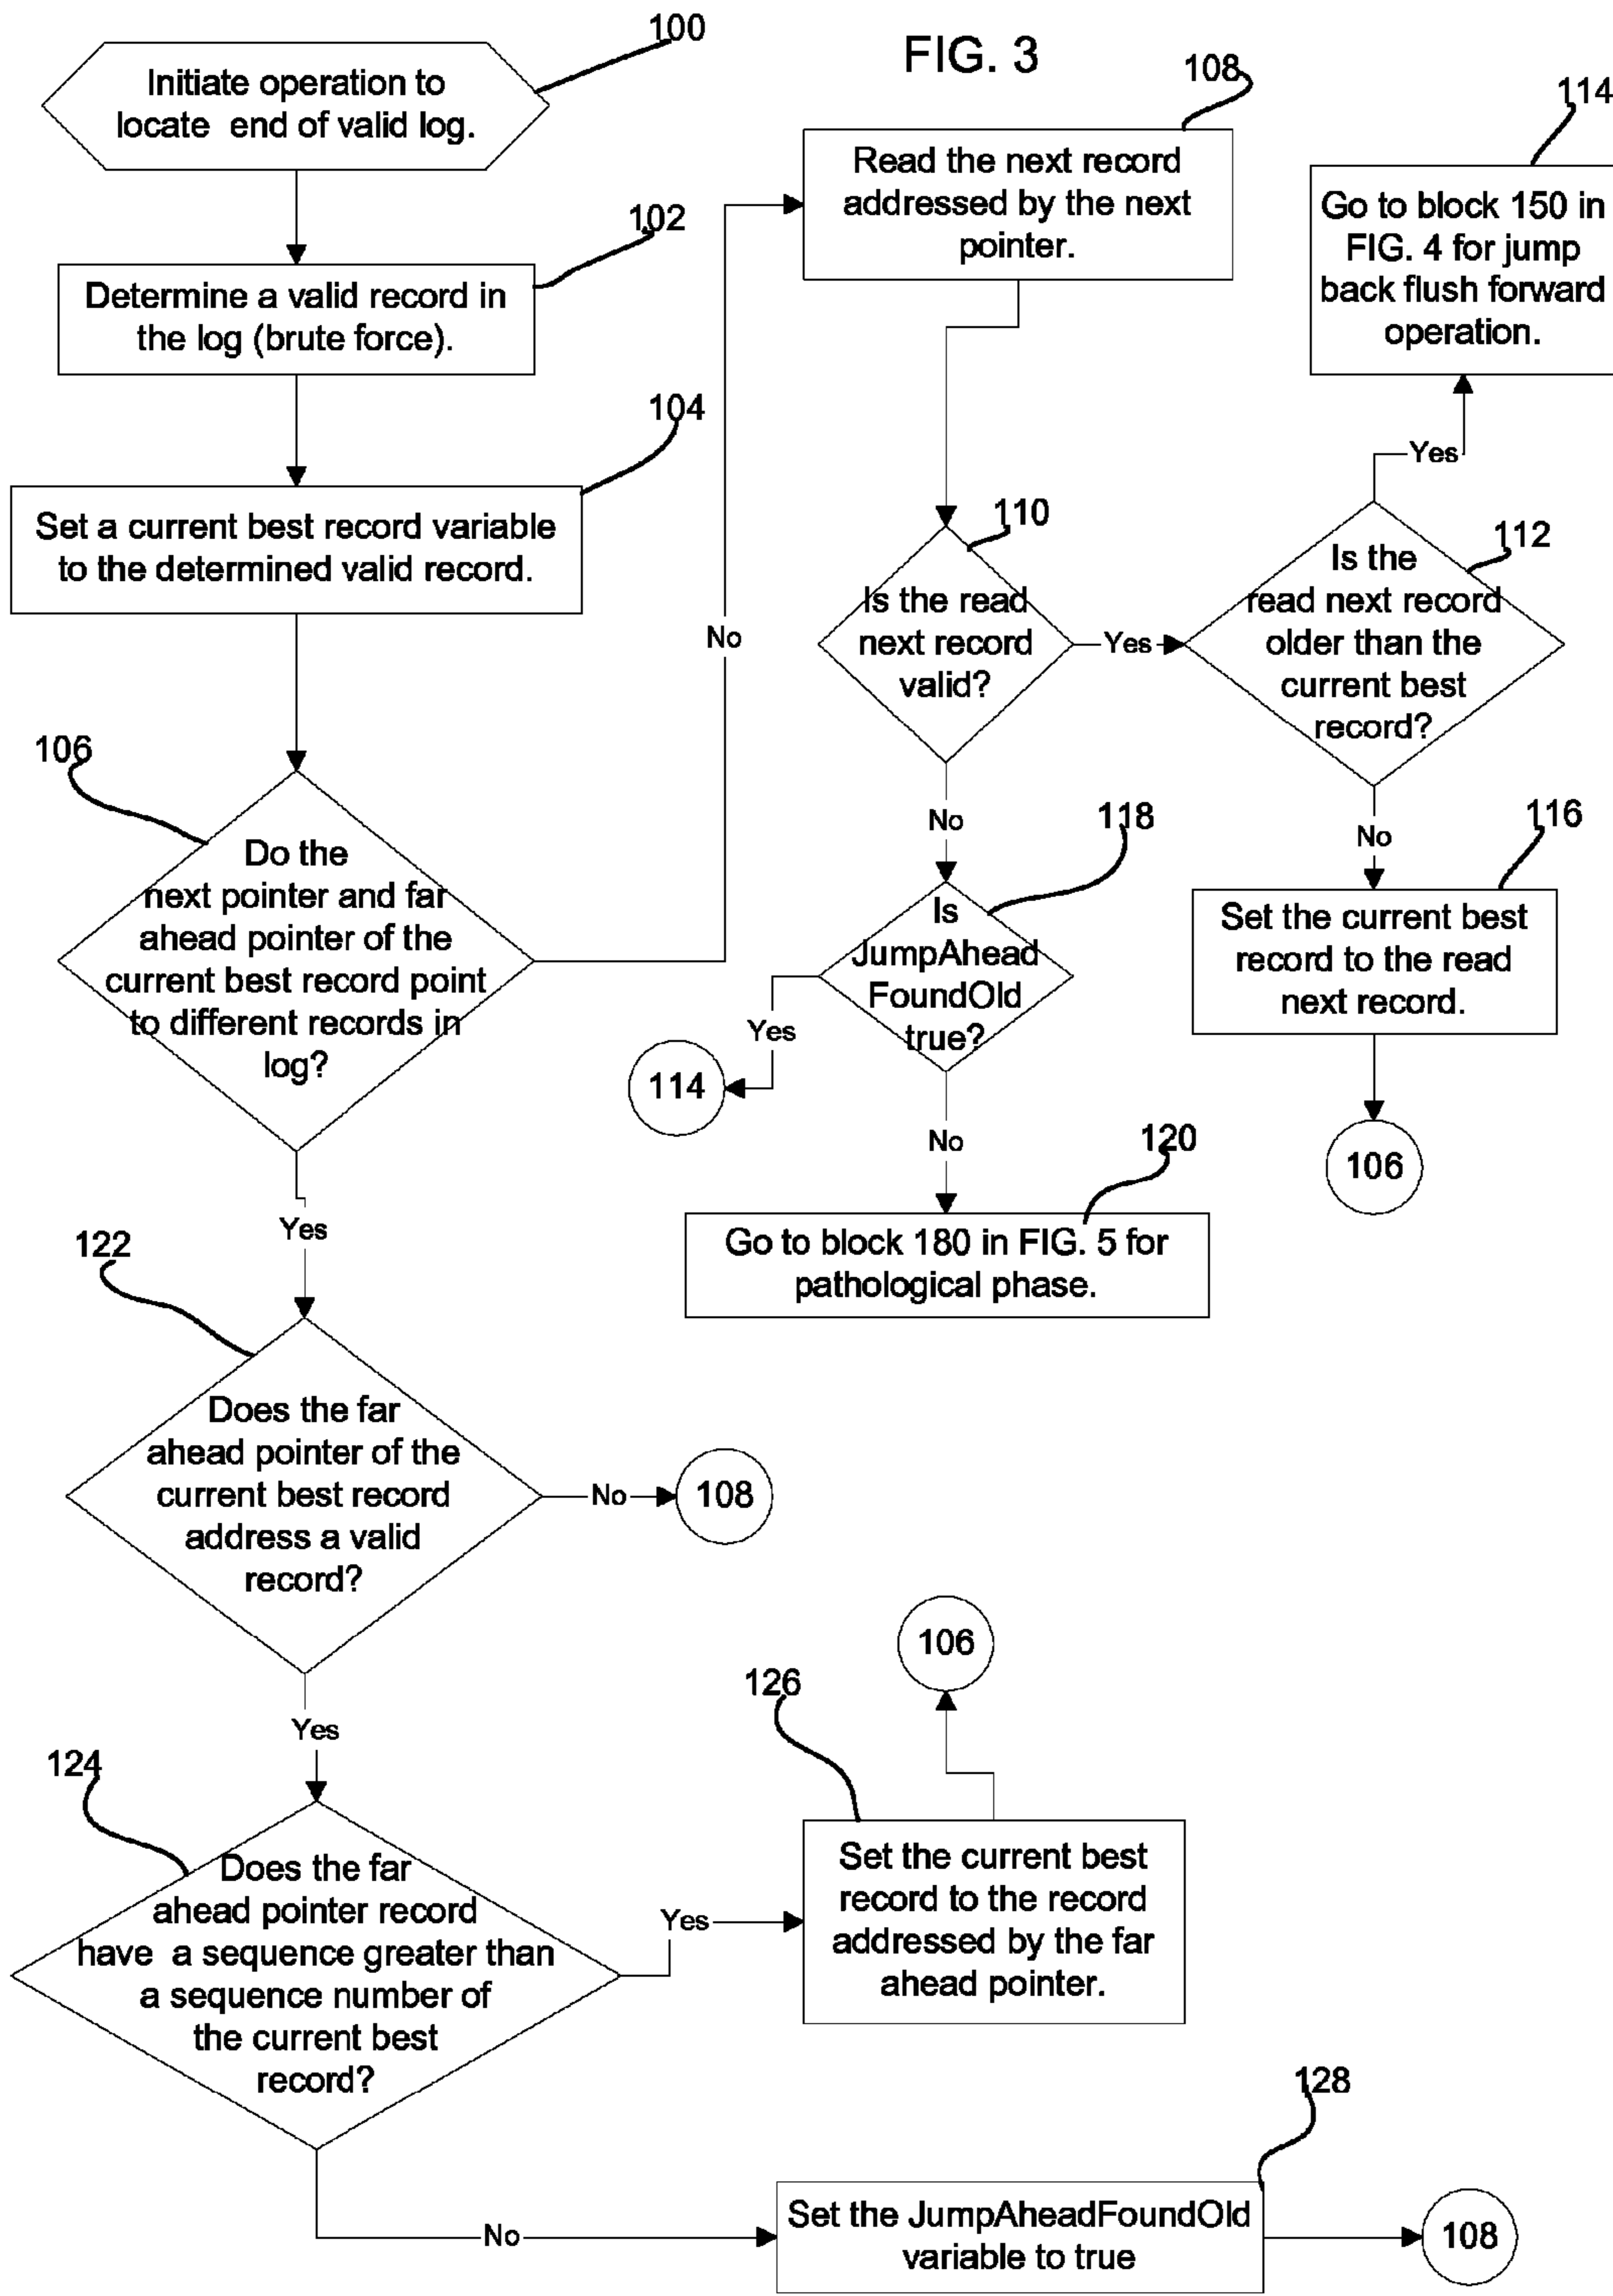 FIG. 3
100
Initiate operation to
locate end of valid log.
102
Determine a valid record in
the log (brute force).
104
Set a current best record variable
to the determined valid record.
106
Do the
next pointer and far
ahead pointer of the
current best record point
to different records in
log?
No
Yes
108
Read the next record
addressed by the next
pointer.
110
Is the read
next record
valid?
Yes
112
Is the
read next record
older than the
current best
record?
Yes
114
Go to block 150 in
FIG. 4 for jump
back flush forward
operation.
No
116
Set the current best
record to the read
next record.
106
No
118
Is
JumpAhead
FoundOld
true?
Yes
114
No
120
Go to block 180 in FIG. 5 for
pathological phase.
122
Does the far
ahead pointer of the
current best record
address a valid
record?
No
108
Yes
124
Does the far
ahead pointer record
have a sequence greater than
a sequence number of
the current best
record?
Yes
126
Set the current best
record to the record
addressed by the far
ahead pointer.
106
No
128
Set the JumpAheadFoundOld
variable to true
108